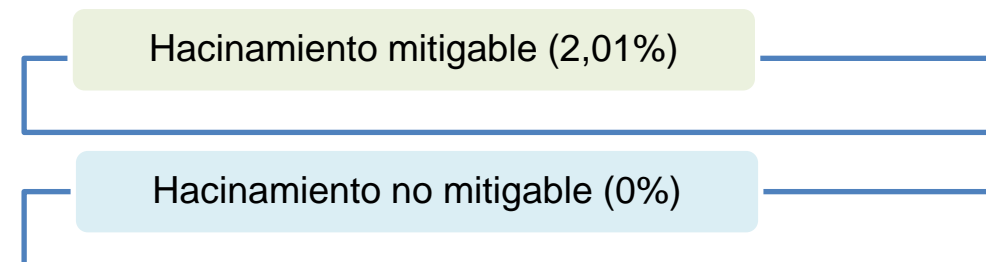 Hacinamiento mitigable (2,01%)
Hacinamiento no mitigable (0%)